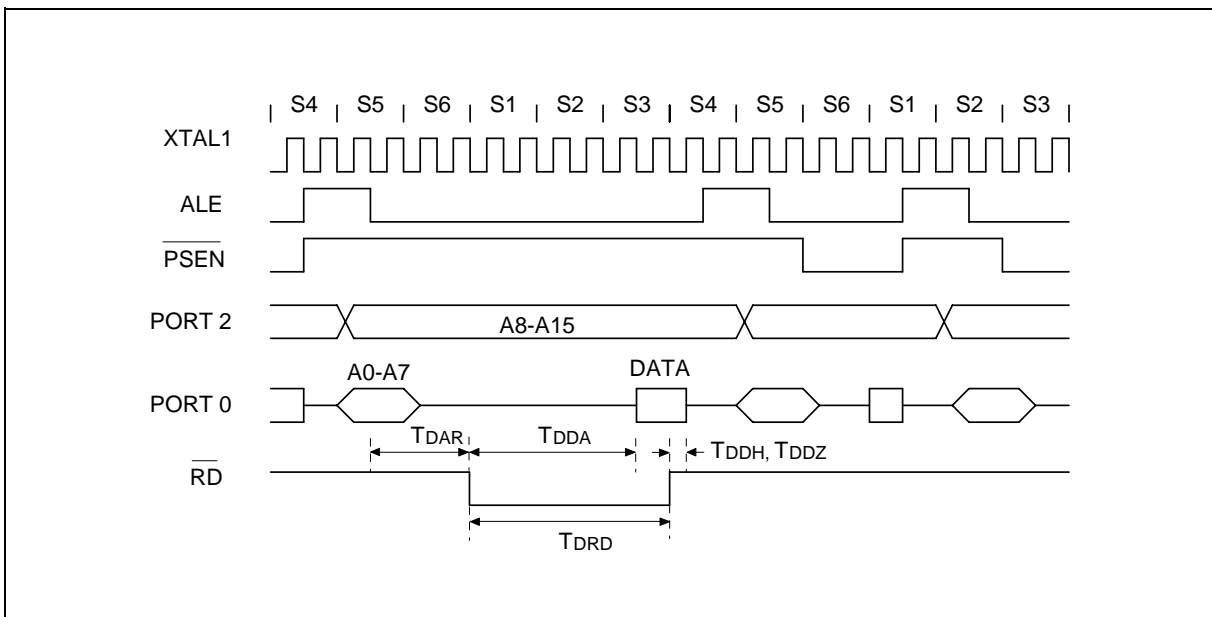 S4 S5 S6 S1 S2 S3 S4 S5 S6 S1 S2 S3
XTAL1
ALE
PSEN
PORT 2
A8-A15
A0-A7
DATA
PORT 0
TDAR
TDDA
TDDH, TDDZ
RD
TDRD